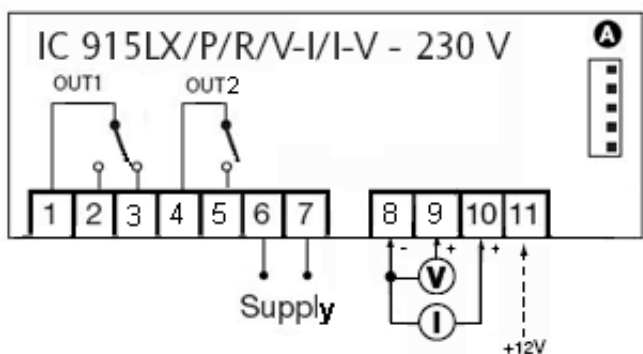 IC 915LX/P/R/V-I/I-V - 230 V A
OUT1 OUT2
1 2 3 4 5 6 7 8 9 10 11
- + +
V
Supply
I
+12V